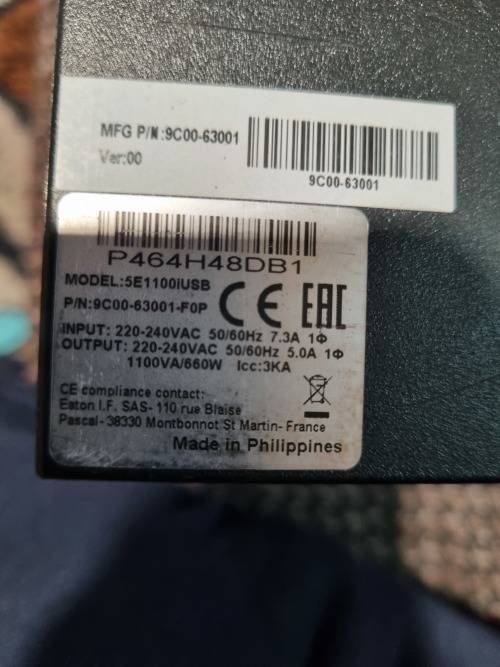 MFG P/N:9C00-63001
Ver:00
9C00-63001
P464H48DB1
MODEL:5E1100iUSB
P/N:9C00-63001-F0P
CE EAC
INPUT: 220-240VAC 50/60Hz 7.3A 1Φ
OUTPUT: 220-240VAC 50/60Hz 5.0A 1Φ
1100VA/660W Icc:3KA
CE compliance contact:
Eaton I.F. SAS- 110 rue Blaise
Pascal- 38330 Montbonnot St Martin- France
Made in Philippines